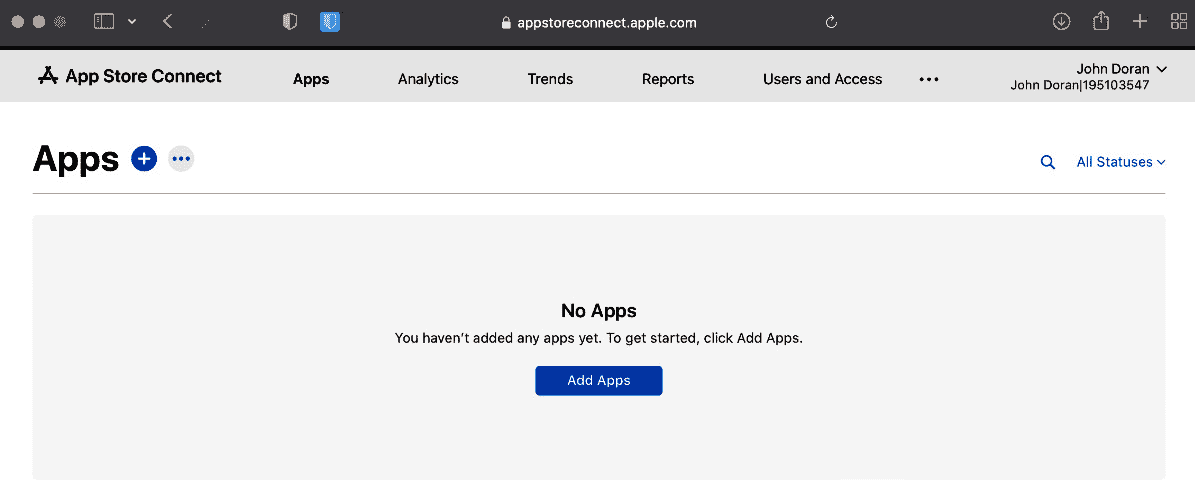 appstoreconnect.apple.com
App Store Connect Apps Analytics Trends Reports Users and Access ••• John Doran
John Doran|195103547
Apps + ••• All Statuses
No Apps
You haven't added any apps yet. To get started, click Add Apps.
Add Apps